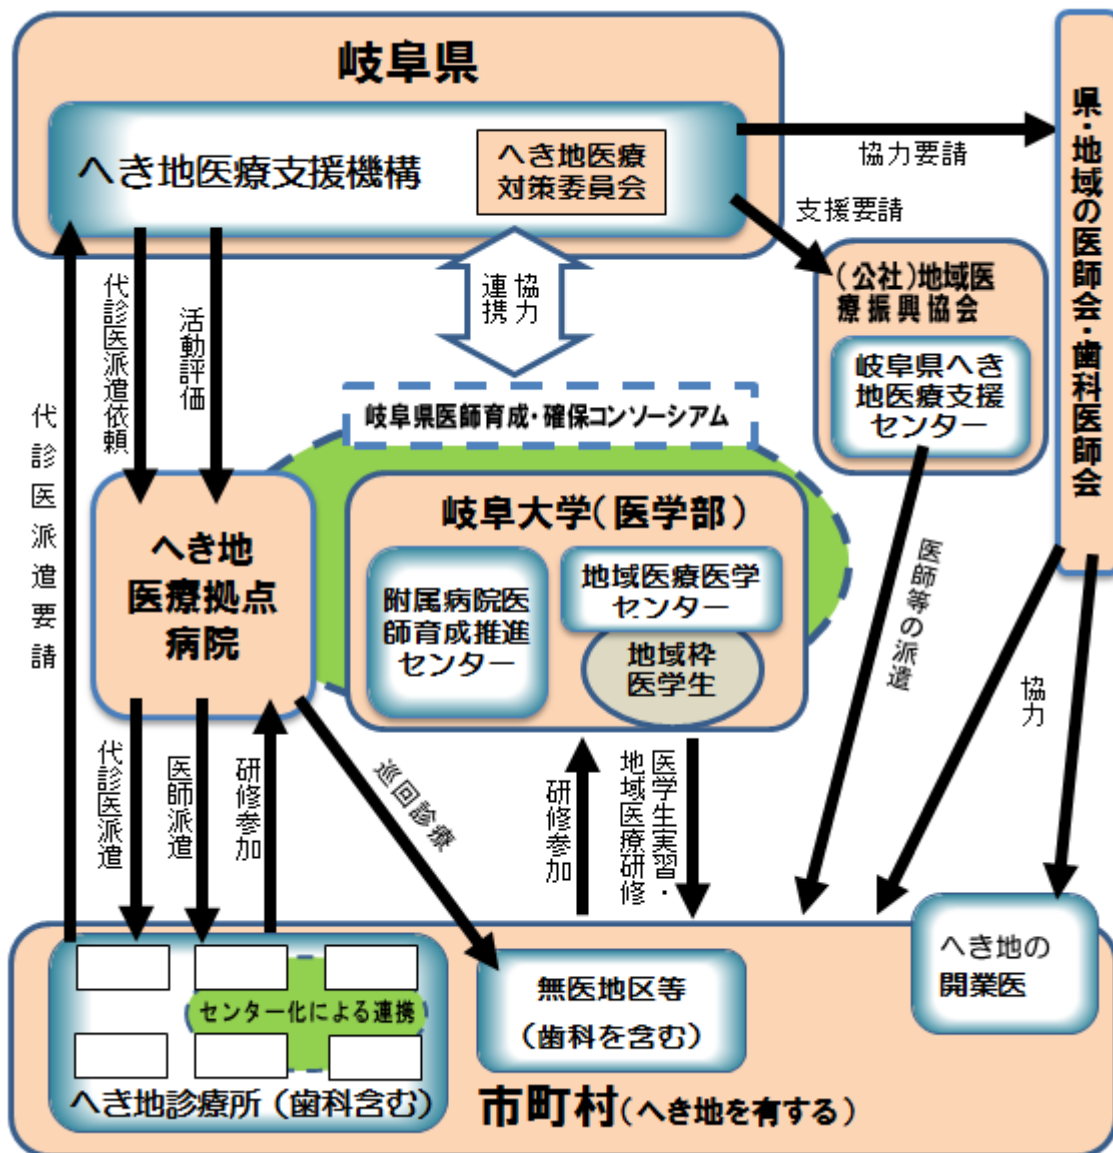 岐阜県
へき地医療支援機構
へき地医療
対策委員会
協力要請
支援要請
県・地域の医師会・歯科医師会
(公社)地域医
療振興協会
岐阜県へき
地医療支援
センター
連携
協力
代診医派遣依頼
活動評価
代診医派遣要請
岐阜県医師育成・確保コンソーシアム
へき地
医療拠点
病院
岐阜大学(医学部)
附属病院医
師育成推進
センター
地域医療医学
センター
地域枠
医学生
医師等の派遣
協力
代診医派遣
医師派遣
研修参加
巡回診療
研修参加
医学生実習・
地域医療研修
センター化による連携
へき地診療所(歯科含む)
無医地区等
(歯科を含む)
へき地の
開業医
市町村(へき地を有する)